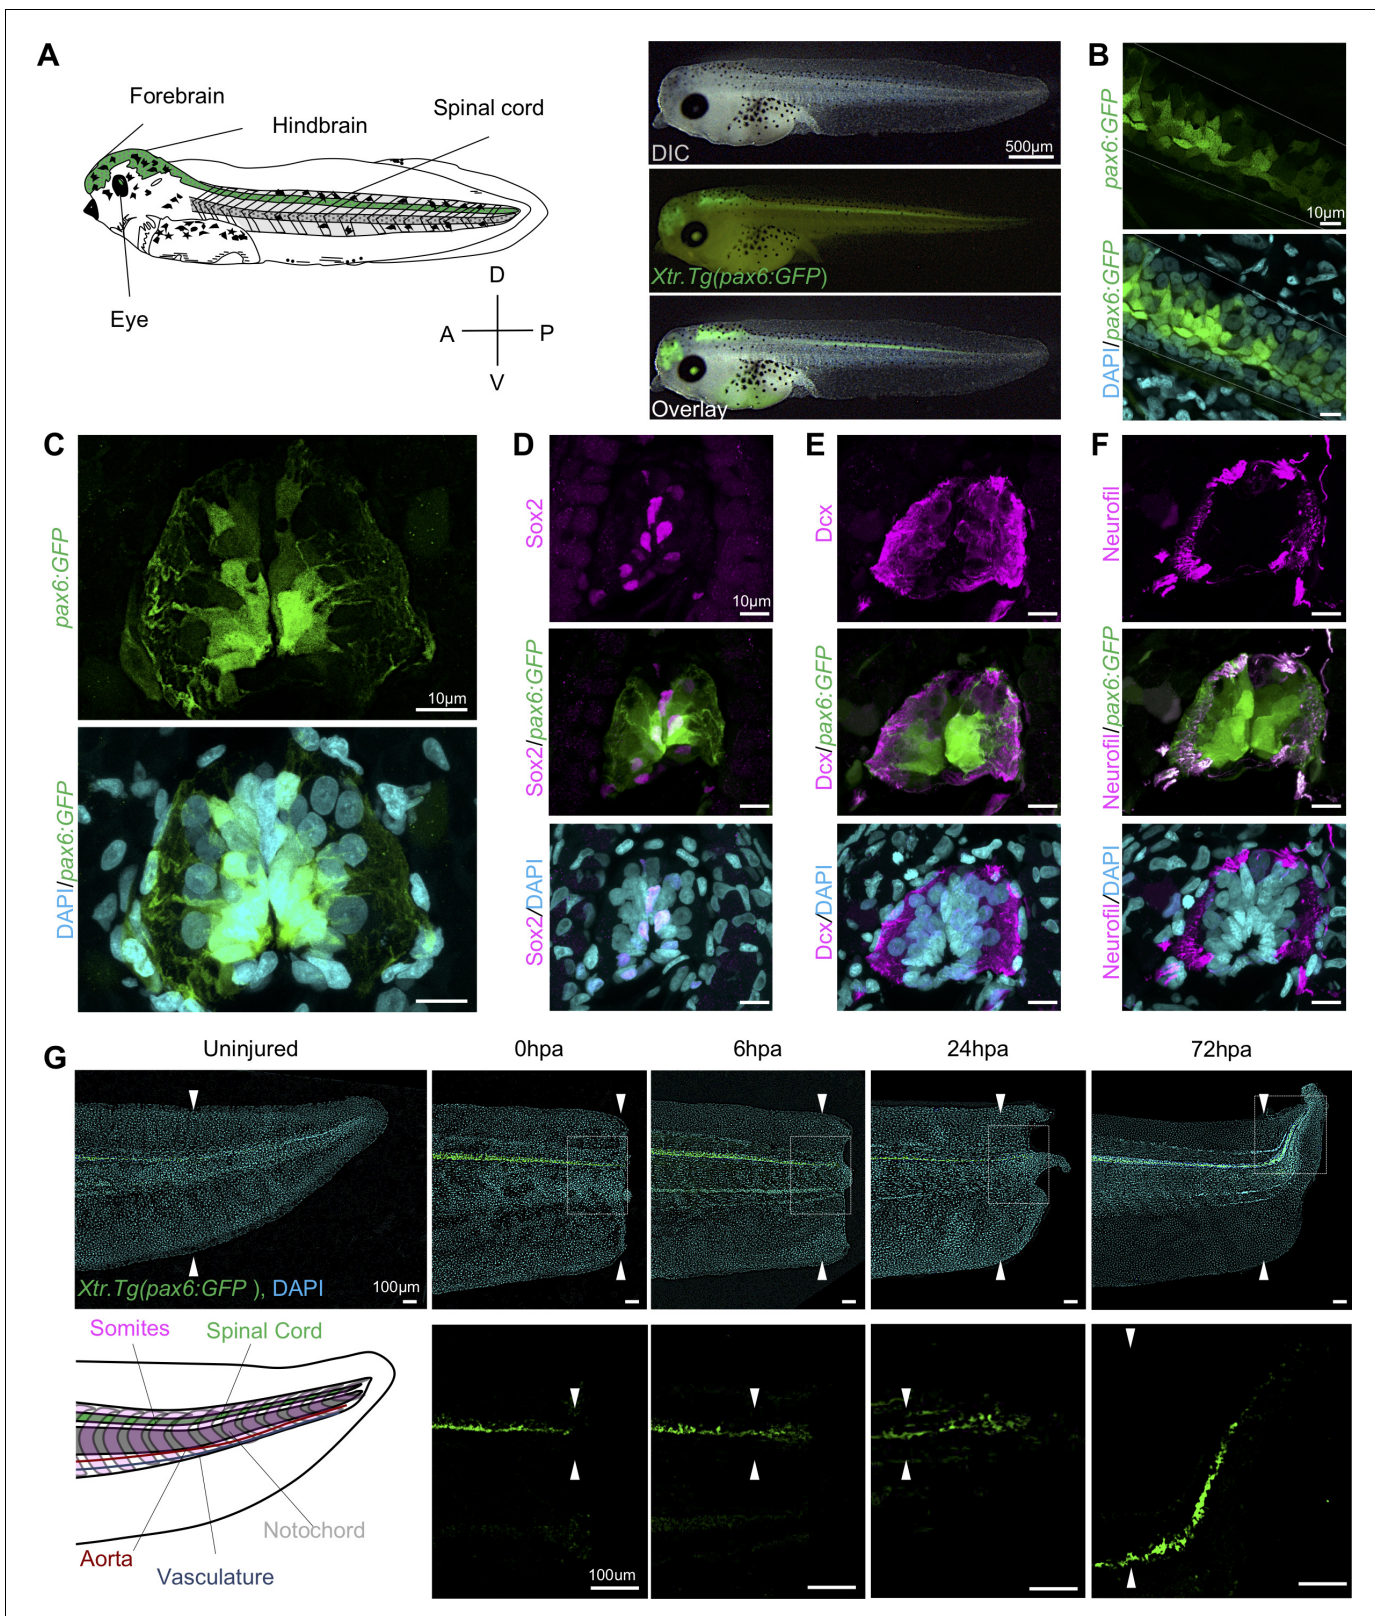 A
Forebrain
Hindbrain
Spinal cord
Eye
D
A
P
V
DIC
500µm
Xtr.Tg(pax6:GFP)
Overlay
B
pax6:GFP
10µm
DAPI/pax6:GFP
C
pax6:GFP
10µm
DAPI/pax6:GFP
D
Sox2
10µm
Sox2/pax6:GFP
Sox2/DAPI
E
Dcx
Dcx/pax6:GFP
Dcx/DAPI
F
Neurofil
Neurofil/pax6:GFP
Neurofil/DAPI
G
Uninjured
0hpa
6hpa
24hpa
72hpa
Xtr.Tg(pax6:GFP ), DAPI
100µm
Somites
Spinal Cord
Notochord
Aorta
Vasculature
100um